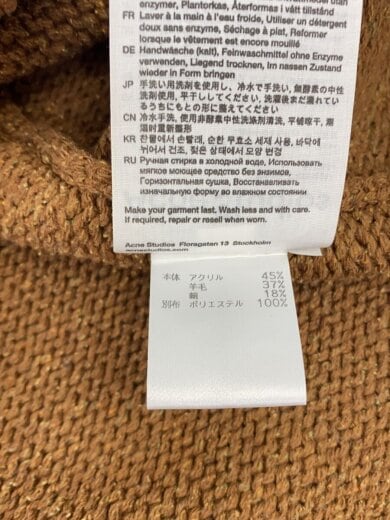 enzymer, Plantorkas, Återformas i vått tillstånd
FR Laver à la main à l'eau froide, Utiliser un détergent
doux sans enzyme, Séchage à plat, Reformer
lorsque le vêtement est encore mouillé
DE Handwäsche (kalt), Feinwaschmittel ohne Enzyme
verwenden, Liegend trocknen, Im nassen Zustand
wieder in Form bringen
JP 手洗い用洗剤を使用し、冷水で手洗い、無酵素の中性
洗剤使用、平干ししてください。洗濯後まだ濡れてい
るうちにもとの形に整えてください
CN 冷水手洗，使用非酵素中性洗涤剂清洗，平铺晾干，潮
湿时重新整形
KR 찬물에서 손빨래, 순한 무효소 세제 사용, 바닥에
뉘어서 건조, 젖은 상태에서 모양 변경
RU Ручная стирка в холодной воде, Использовать
мягкое моющее средство без энзимов,
Горизонтальная сушка, Восстанавливать
изначальную форму во влажном состоянии
Make your garment last. Wash less and with care.
If required, repair or resell when worn.
Acne Studios Floragatan 13 Stockholm
本体 アクリル 45%
羊毛 37%
絹 18%
別布 ポリエステル 100%